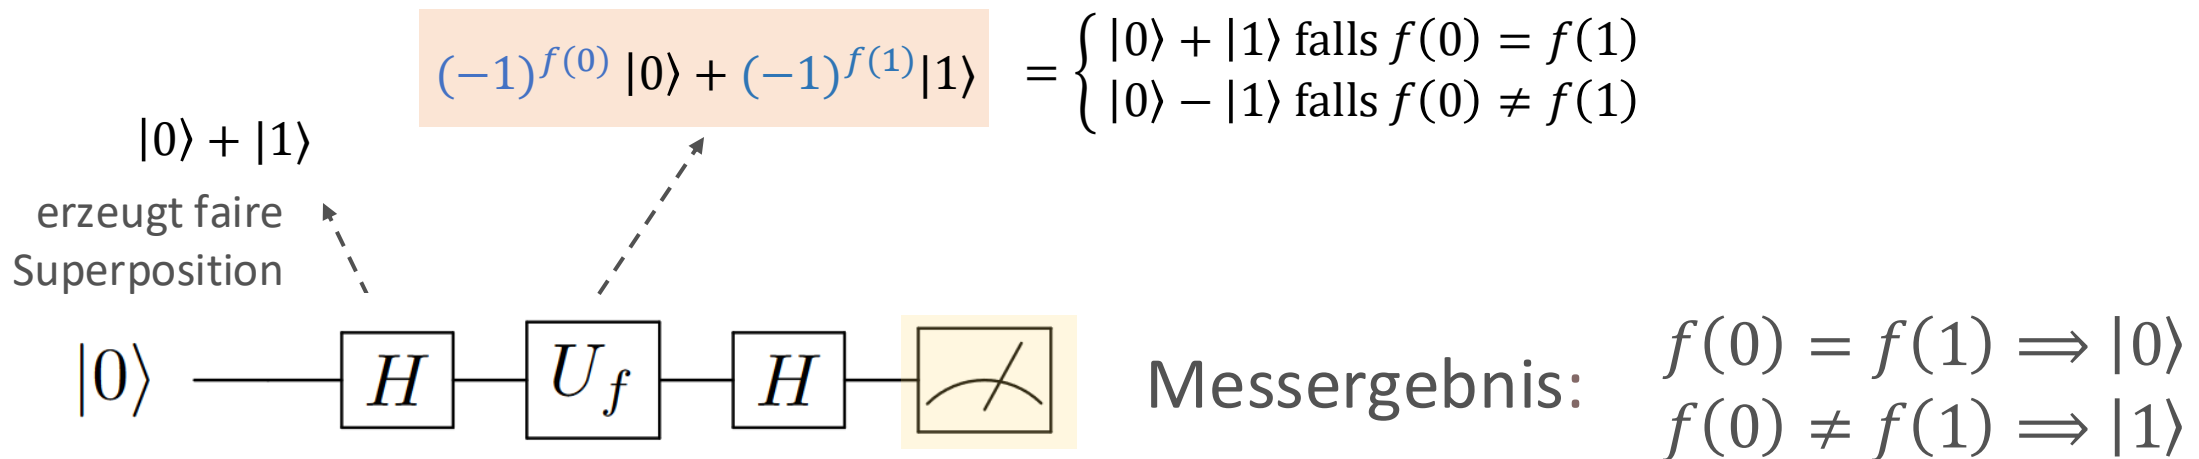 (−1)^{f(0)} |0⟩ + (−1)^{f(1)}|1⟩ = { |0⟩ + |1⟩ falls f(0) = f(1)
|0⟩ − |1⟩ falls f(0) ≠ f(1)
|0⟩ + |1⟩
erzeugt faire
Superposition
|0⟩ H U_f H
Messergebnis:
f(0) = f(1) ⟹ |0⟩
f(0) ≠ f(1) ⟹ |1⟩